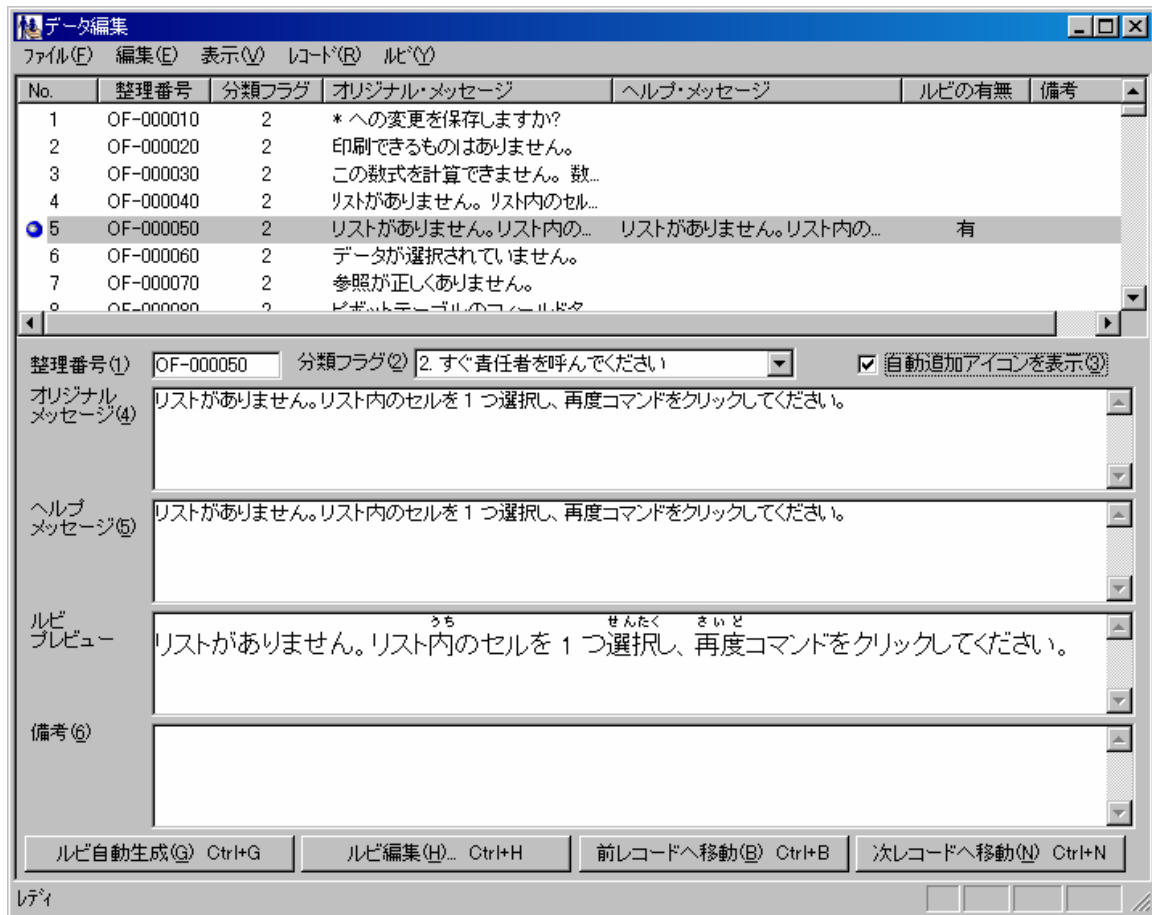 データ編集
ファイル(F) 編集(E) 表示(V) レコード(R) ルビ(Y)
No. 整理番号 分類フラグ オリジナル・メッセージ ヘルプ・メッセージ ルビの有無 備考
1 OF-000010 2 * への変更を保存しますか?
2 OF-000020 2 印刷できるものはありません。
3 OF-000030 2 この数式を計算できません。数...
4 OF-000040 2 リストがありません。リスト内のセル...
5 OF-000050 2 リストがありません。リスト内の... リストがありません。リスト内の... 有
6 OF-000060 2 データが選択されていません。
7 OF-000070 2 参照が正しくありません。
整理番号(1) OF-000050 分類フラグ(2) 2. すぐ責任者を呼んでください 自動追加アイコンを表示(3)
オリジナル
メッセージ(4)
リストがありません。リスト内のセルを 1 つ選択し、再度コマンドをクリックしてください。
ヘルプ
メッセージ(5)
リストがありません。リスト内のセルを 1 つ選択し、再度コマンドをクリックしてください。
ルビ
プレビュー
うち せんたく さいど
リストがありません。リスト内のセルを 1 つ選択し、再度コマンドをクリックしてください。
備考(6)
ルビ自動生成(G) Ctrl+G ルビ編集(H)... Ctrl+H 前レコードへ移動(B) Ctrl+B 次レコードへ移動(N) Ctrl+N
レディ